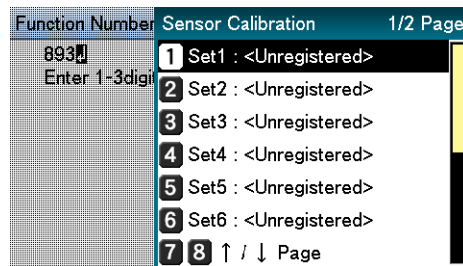 Function Number
893
Enter 1-3digi
Sensor Calibration 1/2 Page
1 Set1 : <Unregistered>
2 Set2 : <Unregistered>
3 Set3 : <Unregistered>
4 Set4 : <Unregistered>
5 Set5 : <Unregistered>
6 Set6 : <Unregistered>
7 8 ↑ / ↓ Page